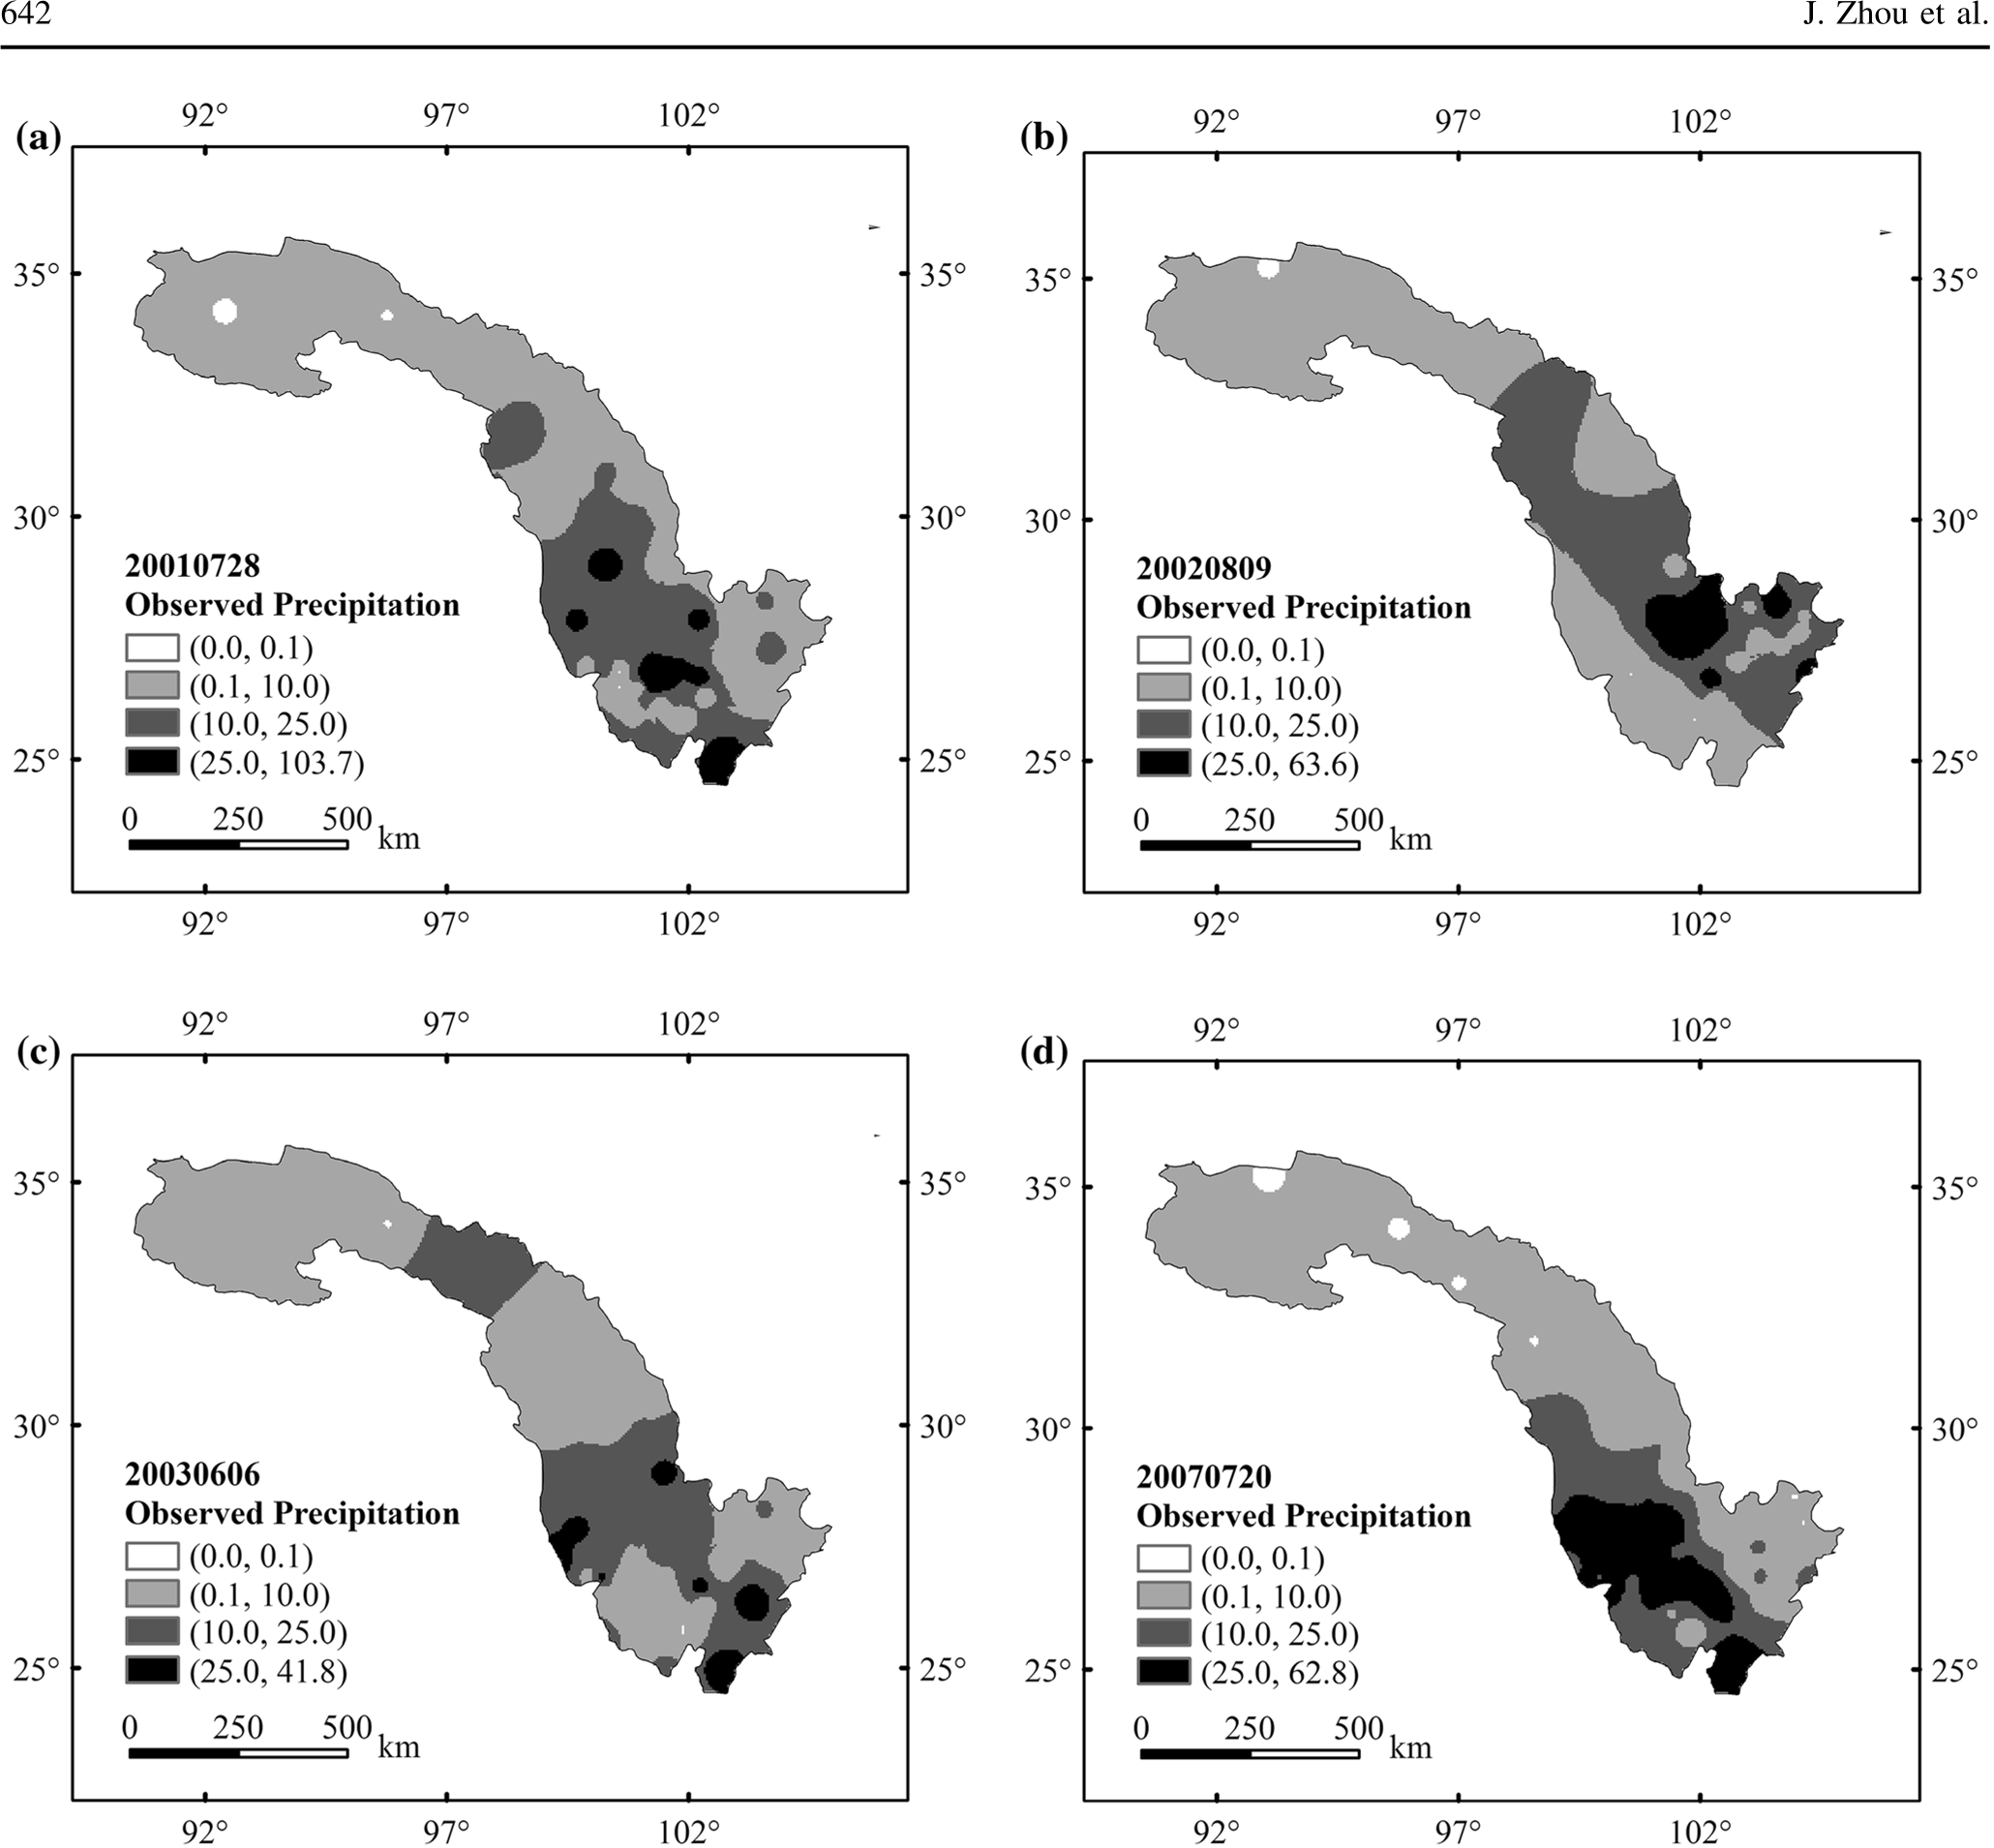 642 J. Zhou et al.
(a)
92° 97° 102°
35° 35°
30° 30°
25° 25°
20010728
Observed Precipitation
(0.0, 0.1)
(0.1, 10.0)
(10.0, 25.0)
(25.0, 103.7)
0 250 500 km
92° 97° 102°
(b)
92° 97° 102°
35° 35°
30° 30°
25° 25°
20020809
Observed Precipitation
(0.0, 0.1)
(0.1, 10.0)
(10.0, 25.0)
(25.0, 63.6)
0 250 500 km
92° 97° 102°
(c)
92° 97° 102°
35° 35°
30° 30°
25° 25°
20030606
Observed Precipitation
(0.0, 0.1)
(0.1, 10.0)
(10.0, 25.0)
(25.0, 41.8)
0 250 500 km
92° 97° 102°
(d)
92° 97° 102°
35° 35°
30° 30°
25° 25°
20070720
Observed Precipitation
(0.0, 0.1)
(0.1, 10.0)
(10.0, 25.0)
(25.0, 62.8)
0 250 500 km
92° 97° 102°